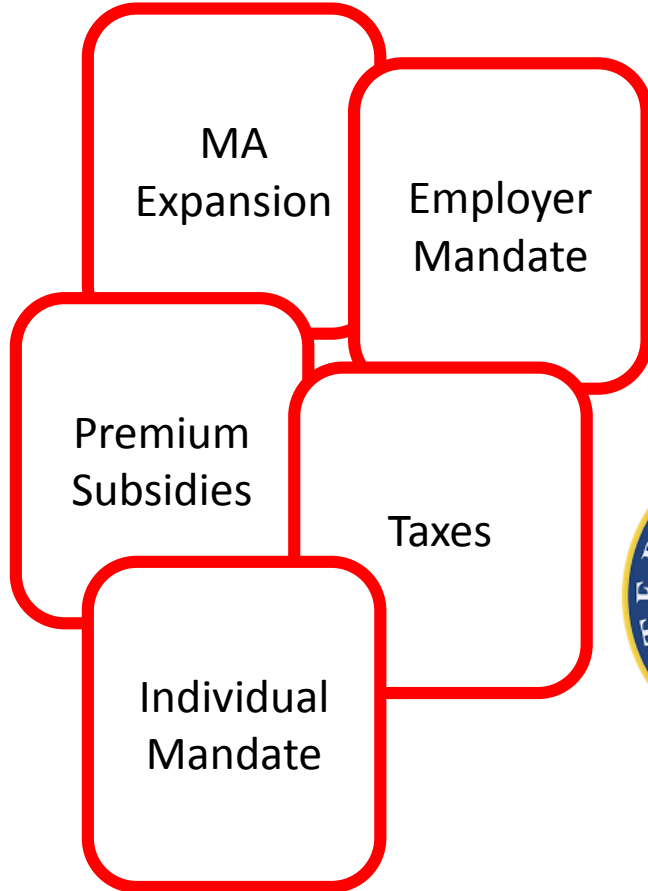 MA
Expansion
Employer
Mandate
Premium
Subsidies
Taxes
Individual
Mandate